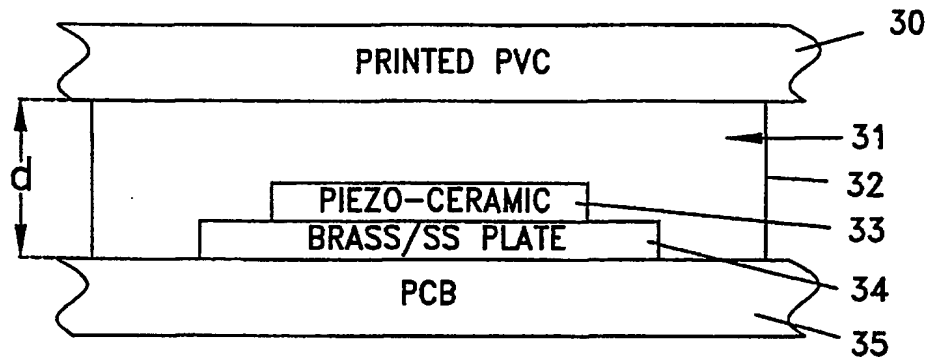 30
PRINTED PVC
31
d
32
PIEZO-CERAMIC
33
BRASS/SS PLATE
34
PCB
35